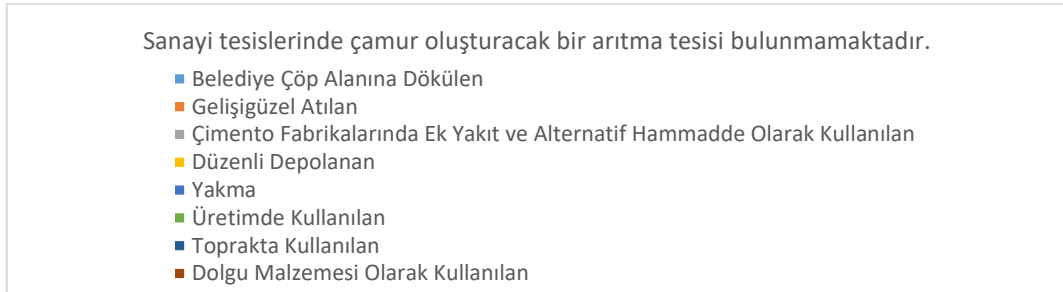 Sanayi tesislerinde çamur oluşturacak bir arıtma tesisi bulunmamaktadır.
Belediye Çöp Alanına Dökülen
Gelişigüzel Atılan
Çimento Fabrikalarında Ek Yakıt ve Alternatif Hammadde Olarak Kullanılan
Düzenli Depolanan
Yakma
Üretimde Kullanılan
Toprakta Kullanılan
Dolgu Malzemesi Olarak Kullanılan